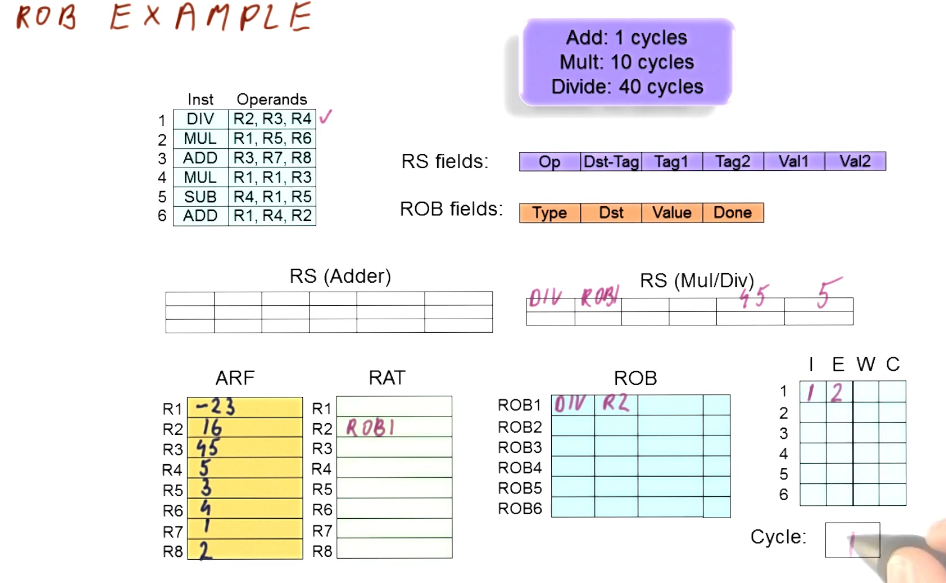 ROB EXAMPLE
Add: 1 cycles
Mult: 10 cycles
Divide: 40 cycles
Inst Operands
1 DIV R2, R3, R4 ✓
2 MUL R1, R5, R6
3 ADD R3, R7, R8
4 MUL R1, R1, R3
5 SUB R4, R1, R5
6 ADD R1, R4, R2
RS fields: Op Dst-Tag Tag1 Tag2 Val1 Val2
ROB fields: Type Dst Value Done
RS (Adder)
RS (Mul/Div)
DIV ROB1 45 5
ARF
R1 -23
R2 16
R3 45
R4 5
R5 3
R6 4
R7 1
R8 2
RAT
R1
R2 ROB1
R3
R4
R5
R6
R7
R8
ROB
ROB1 DIV R2
ROB2
ROB3
ROB4
ROB5
ROB6
I E W C
1 1 2
2
3
4
5
6
Cycle: 1